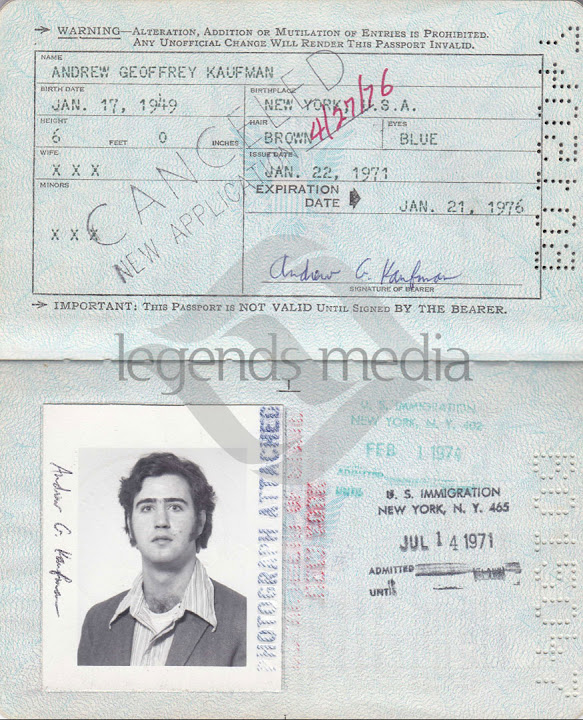 WARNING—ALTERATION, ADDITION OR MUTILATION OF ENTRIES IS PROHIBITED.
ANY UNOFFICIAL CHANGE WILL RENDER THIS PASSPORT INVALID.
NAME
ANDREW GEOFFREY KAUFMAN
BIRTH DATE
BIRTHPLACE
JAN. 17, 1949
NEW YORK, U.S.A.
HEIGHT
HAIR
EYES
6 FEET 0 INCHES
BROWN
BLUE
WIFE
ISSUE DATE
X X X
JAN. 22, 1971
MINORS
EXPIRATION
DATE
JAN. 21, 1976
X X X
CANCELED
NEW APPLICATION
4/27/76
Andrew G. Kaufman
SIGNATURE OF BEARER
IMPORTANT: THIS PASSPORT IS NOT VALID UNTIL SIGNED BY THE BEARER.
legends media
Andrew G. Kaufman
PHOTOGRAPH ATTACHED
U. S. IMMIGRATION
NEW YORK, N. Y.
FEB 1 1974
ADMITTED
UNTIL
U. S. IMMIGRATION
NEW YORK, N. Y. 465
JUL 14 1971
ADMITTED
UNTIL